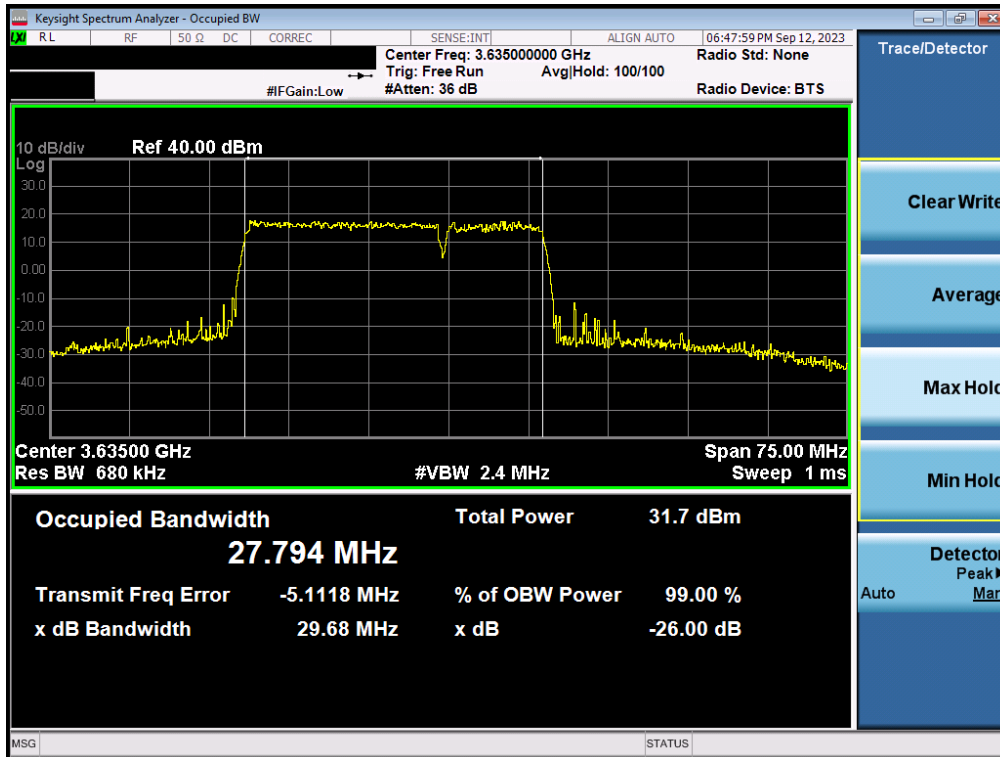 Keysight Spectrum Analyzer - Occupied BW
LXI RL RF 50 Ω DC CORREC SENSE:INT ALIGN AUTO 06:47:59 PM Sep 12, 2023
Center Freq: 3.635000000 GHz Radio Std: None
Trig: Free Run Avg|Hold: 100/100
#IFGain:Low #Atten: 36 dB Radio Device: BTS
Trace/Detector
10 dB/div Ref 40.00 dBm
Log
30.0
20.0
10.0
0.00
-10.0
-20.0
-30.0
-40.0
-50.0
Center 3.63500 GHz Span 75.00 MHz
Res BW 680 kHz #VBW 2.4 MHz Sweep 1 ms
Occupied Bandwidth Total Power 31.7 dBm
27.794 MHz
Transmit Freq Error -5.1118 MHz % of OBW Power 99.00 %
x dB Bandwidth 29.68 MHz x dB -26.00 dB
Clear Write
Average
Max Hold
Min Hold
Detector
Peak
Auto Man
MSG STATUS